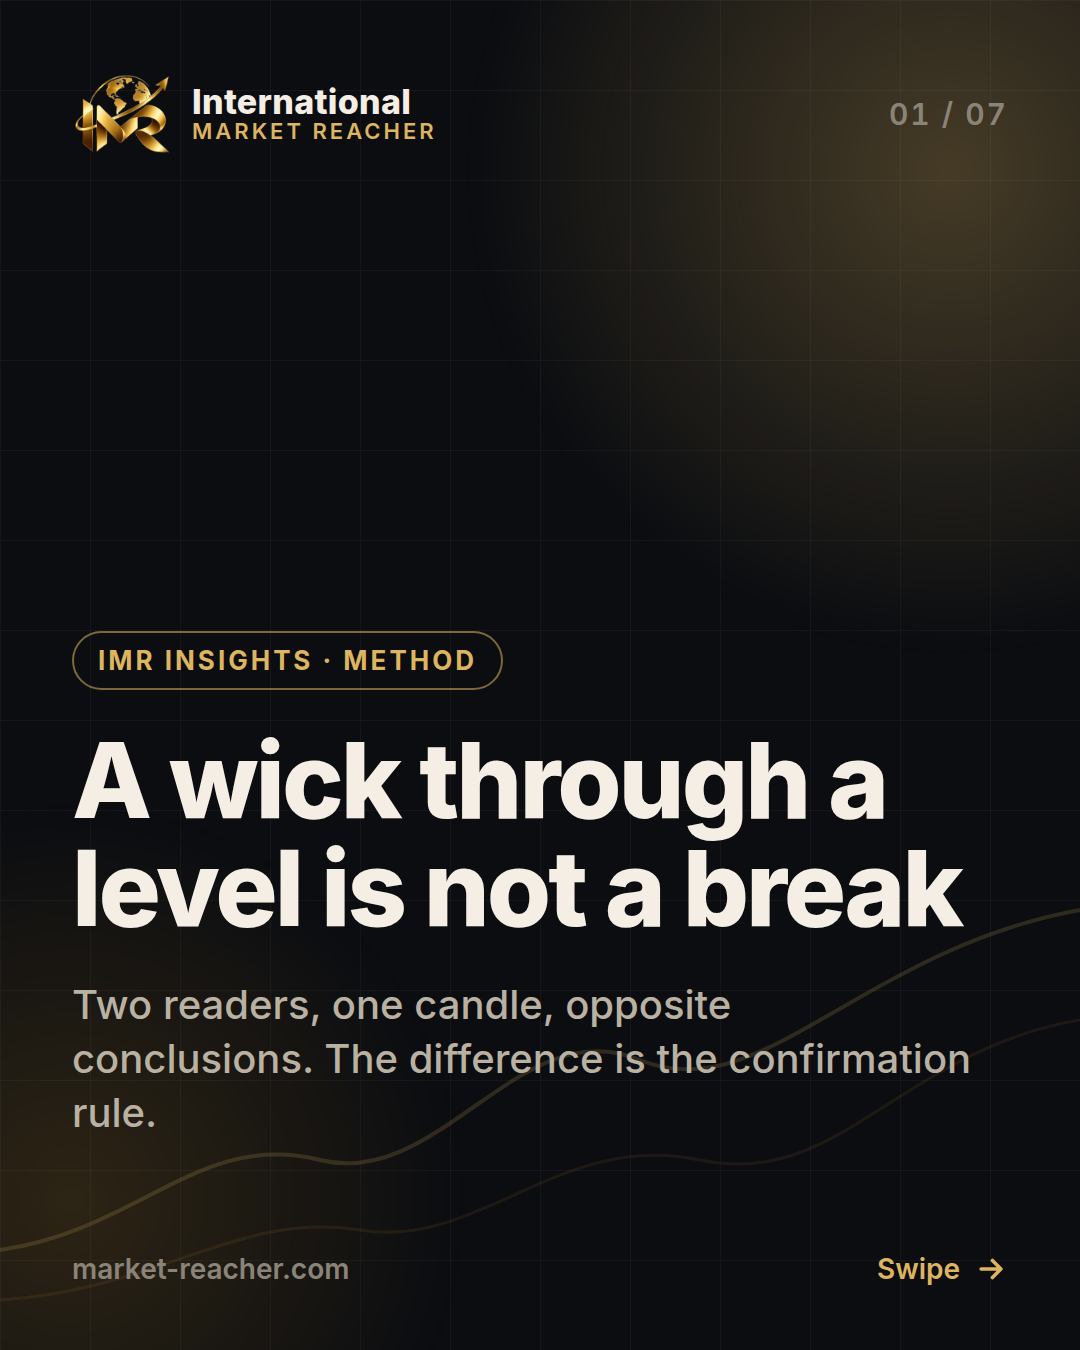 IMR
International
MARKET REACHER
01 / 07
IMR INSIGHTS · METHOD
A wick through a
level is not a break
Two readers, one candle, opposite
conclusions. The difference is the confirmation
rule.
market-reacher.com
Swipe →